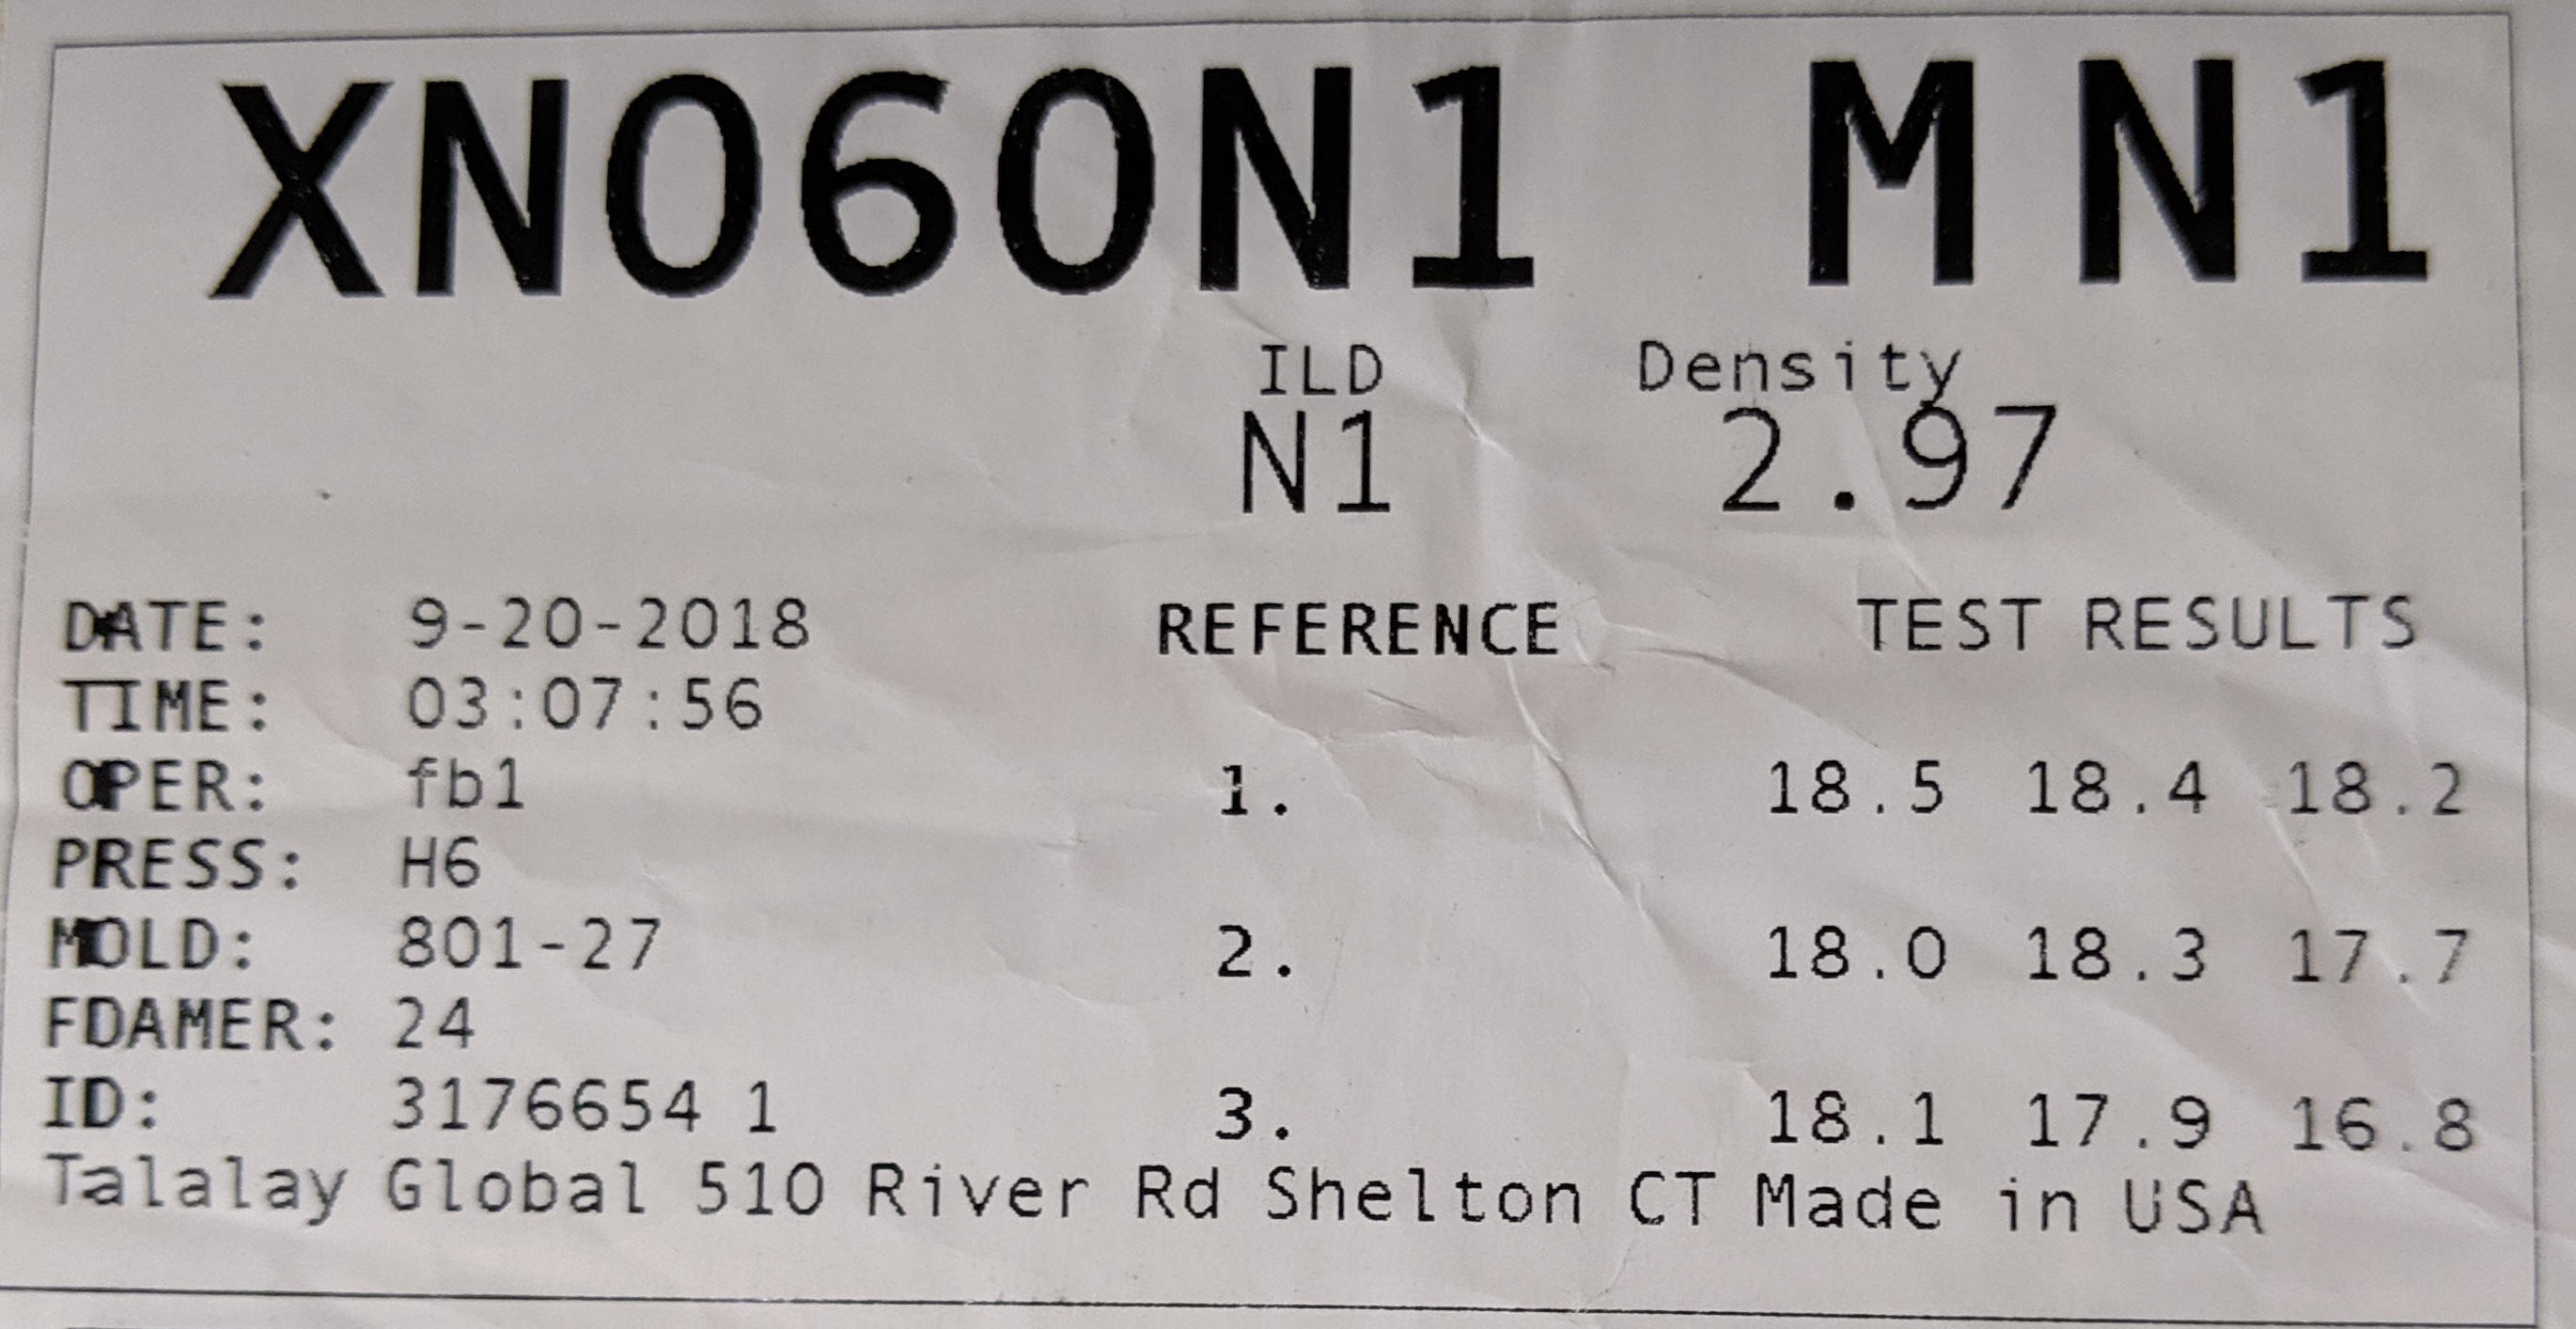 XN060N1 M N1
ILD Density
N1 2.97
DATE: 9-20-2018 REFERENCE TEST RESULTS
TIME: 03:07:56
OPER: fb1 1. 18.5 18.4 18.2
PRESS: H6
MOLD: 801-27 2. 18.0 18.3 17.7
FOAMER: 24
ID: 3176654 1 3. 18.1 17.9 16.8
Talalay Global 510 River Rd Shelton CT Made in USA